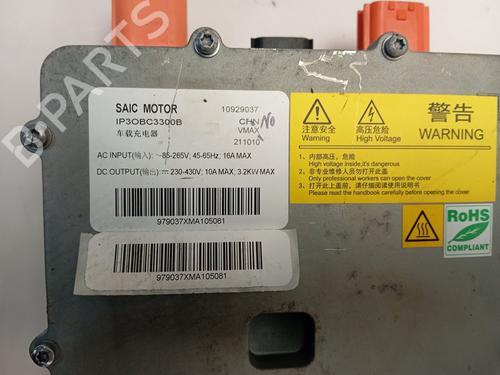 SAIC MOTOR
10929037
IP3OBC3300B
CHN
NO
车载充电器
VMAX
211010
AC INPUT(输入): ~85-265V; 45-65Hz; 16A MAX
DC OUTPUT(输出): 230-430V; 10A MAX; 3.2KW MAX
979037XMA105081
979037XMA105081
注意安全
Warning
高压危险
High Voltage
警告
WARNING
1、内部高压，危险
High voltage inside,it's dangerous
2、非专业维修人员勿打开此盖
Only professional workers can open the cover
3、打开此上盖前，请仔细阅读使用说明
Please read the handbook carefully before opening the cover
RoHS
COMPLIANT